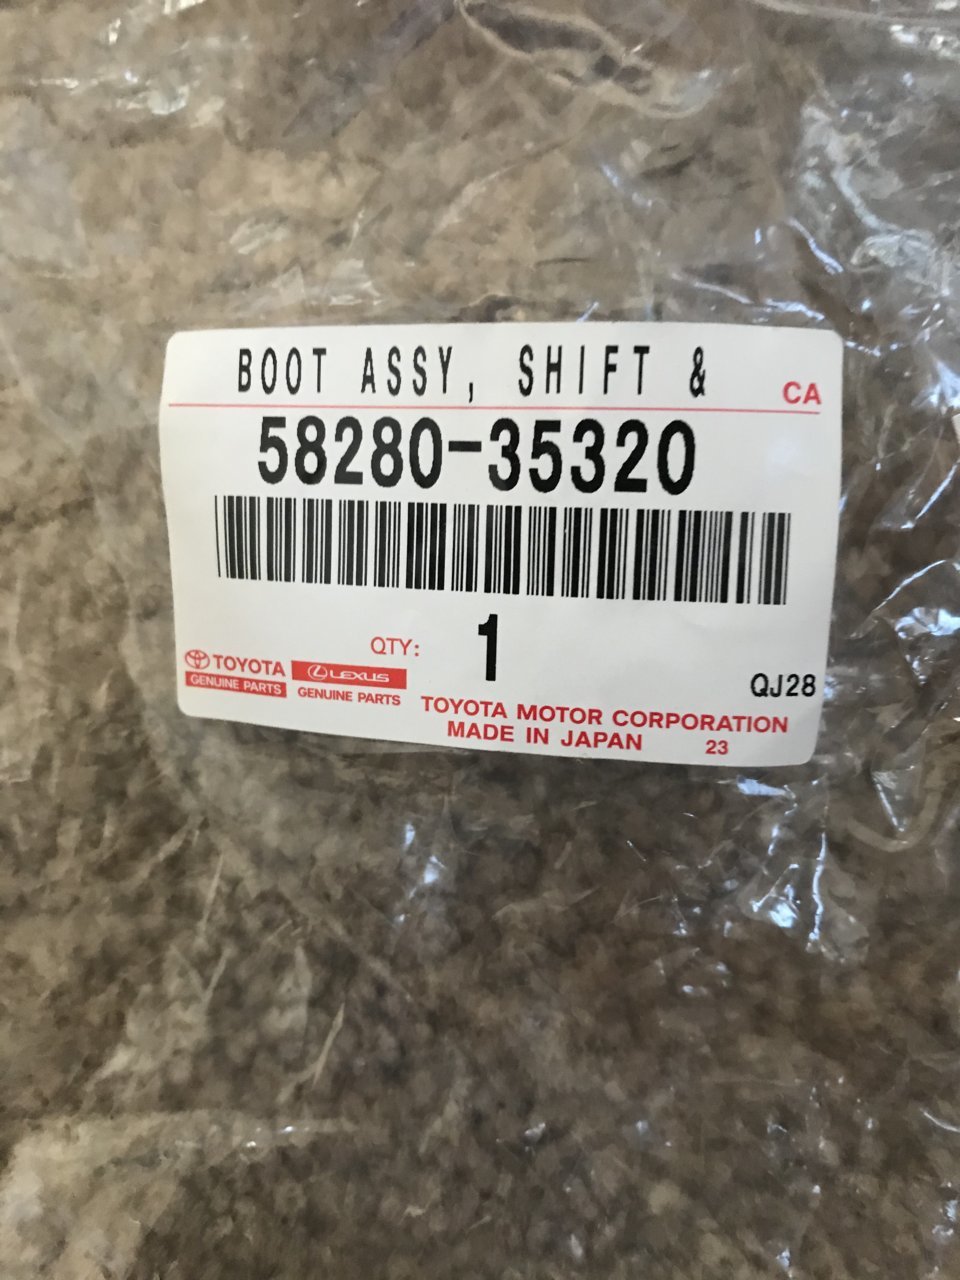 BOOT ASSY, SHIFT &
CA
58280-35320
QTY: 1
TOYOTA
GENUINE PARTS
LEXUS
GENUINE PARTS
QJ28
TOYOTA MOTOR CORPORATION
MADE IN JAPAN 23